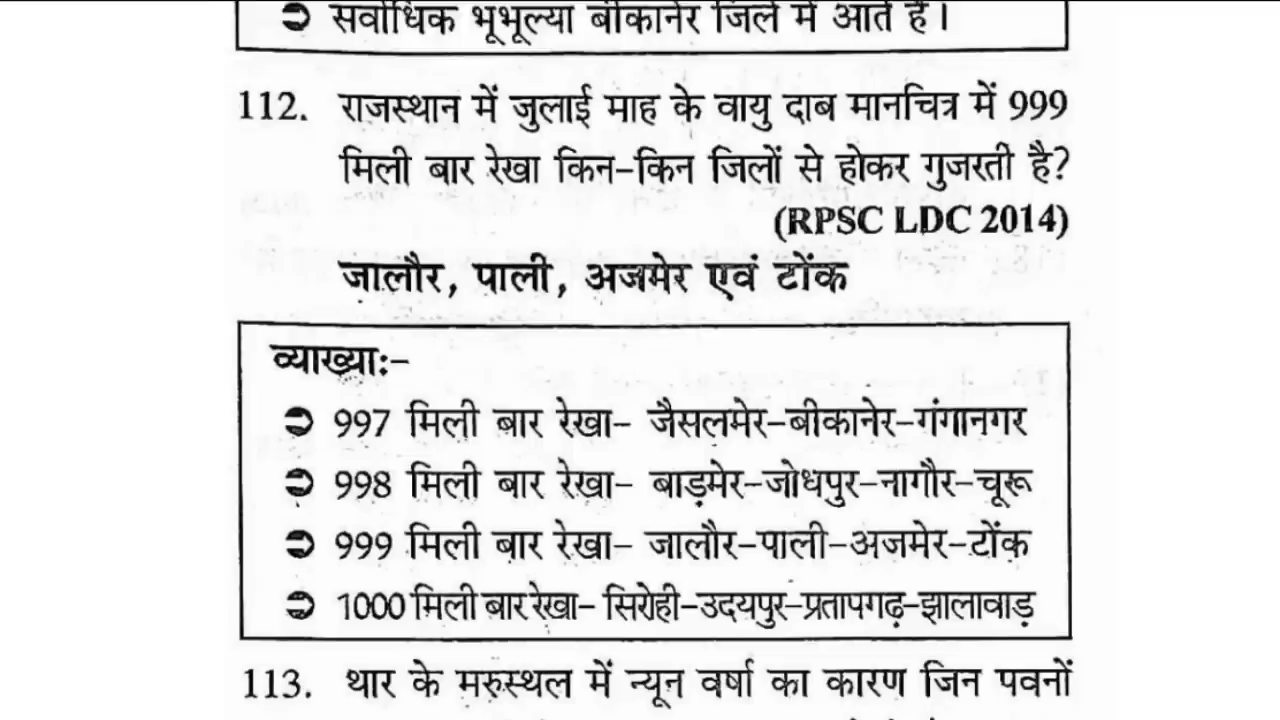 ➲ सर्वाधिक भूभूल्या बीकानेर जिले में आते हैं।
112. राजस्थान में जुलाई माह के वायु दाब मानचित्र में 999
मिली बार रेखा किन-किन जिलों से होकर गुजरती है?
(RPSC LDC 2014)
जालौर, पाली, अजमेर एवं टोंक
व्याख्याः-
➲ 997 मिली बार रेखा- जैसलमेर-बीकानेर-गंगानगर
➲ 998 मिली बार रेखा- बाड़मेर-जोधपुर-नागौर-चूरू
➲ 999 मिली बार रेखा- जालौर-पाली-अजमेर-टोंक
➲ 1000 मिली बार रेखा- सिरोही-उदयपुर-प्रतापगढ़-झालावाड़
113. थार के मरुस्थल में न्यून वर्षा का कारण जिन पवनों